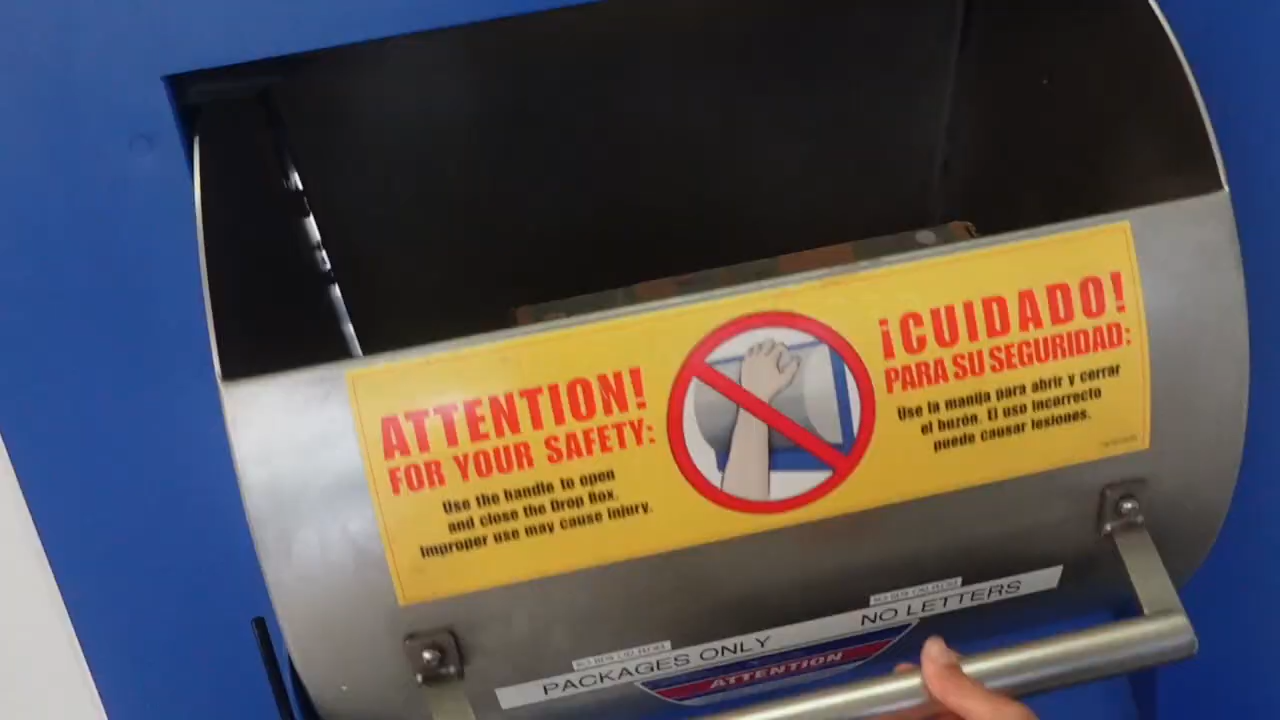 ATTENTION!
FOR YOUR SAFETY:
Use the handle to open
and close the Drop Box.
Improper use may cause injury.
¡CUIDADO!
PARA SU SEGURIDAD:
Use la manija para abrir y cerrar
el buzón. El uso incorrecto
puede causar lesiones.
PACKAGES ONLY
NO LETTERS
ATTENTION